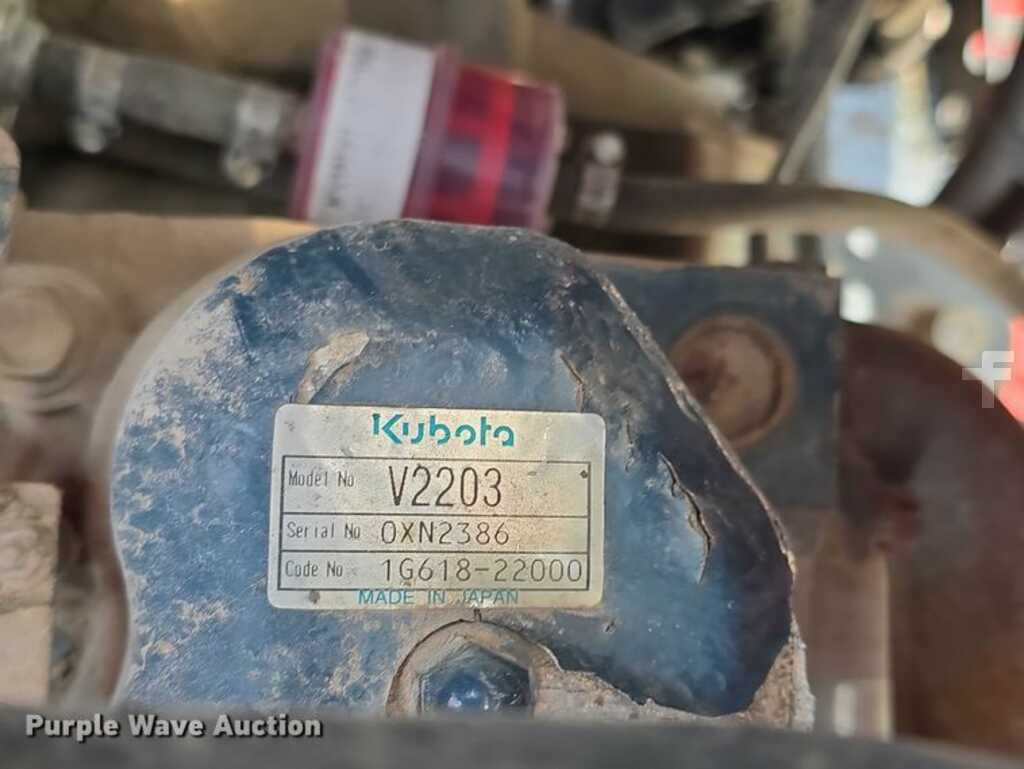 Kubota
Model No V2203
Serial No 0XN2386
Code No 1G618-22000
MADE IN JAPAN
f
Purple Wave Auction